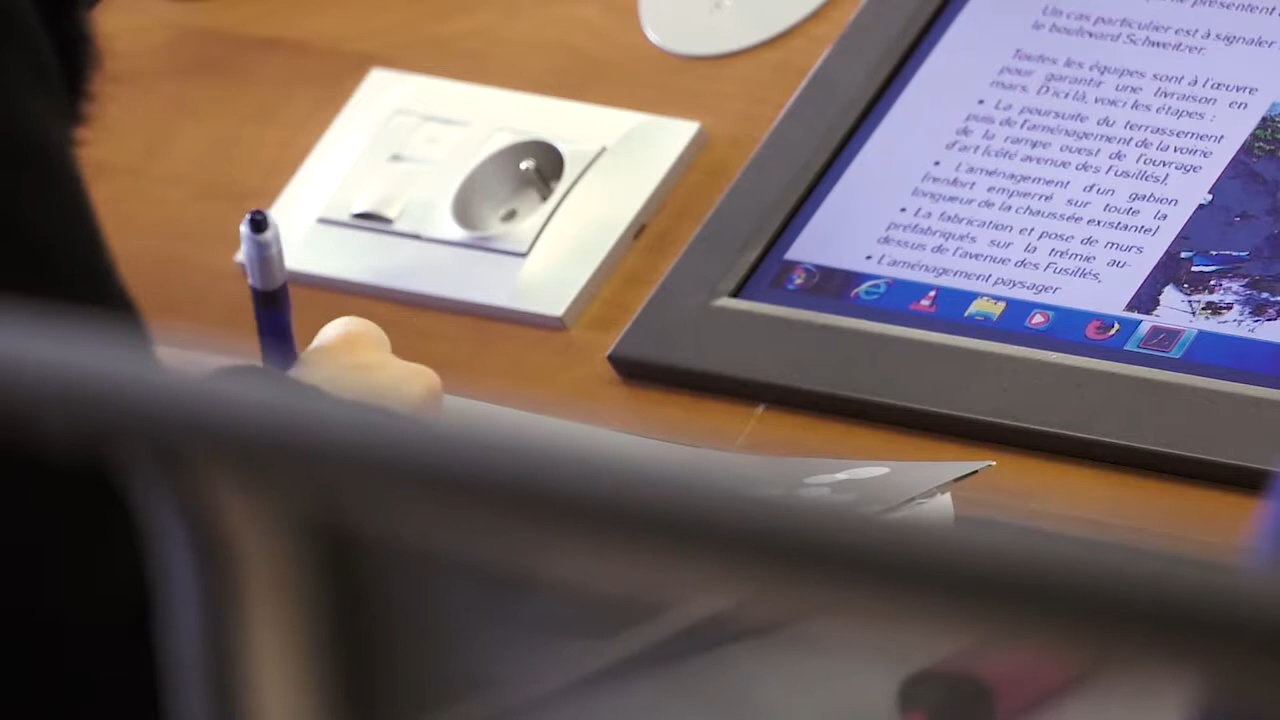 ne présentent
Un cas particulier est à signaler
le boulevard Schweitzer.
Toutes les équipes sont à l'œuvre
pour garantir une livraison en
mars. D'ici là, voici les étapes :
• La poursuite du terrassement
puis de l'aménagement de la voirie
de la rampe ouest de l'ouvrage
d'art (côté avenue des Fusillés),
• L'aménagement d'un gabion
(renfort empierré sur toute la
longueur de la chaussée existante)
• La fabrication et pose de murs
préfabriqués sur la trémie au-
dessus de l'avenue des Fusillés,
• L'aménagement paysager